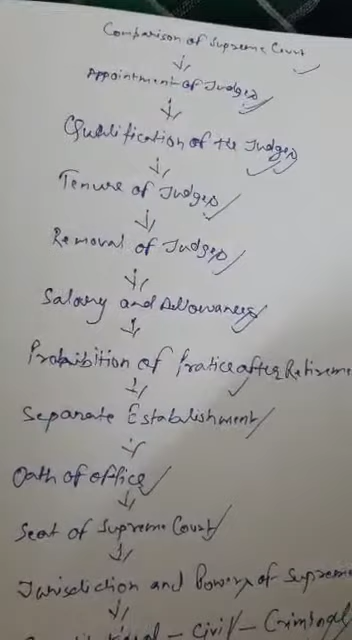 Comparison of Supreme Court
Appointment of Judges
Qualification of the Judges
Tenure of Judges
Removal of Judges
Salary and Allowances
Prohibition of Pratice after Retireme
Separate Establishment
Oath of office
Seat of Supreme Court
Jurisdiction and Powers of Supreme
– Civil – Criminal